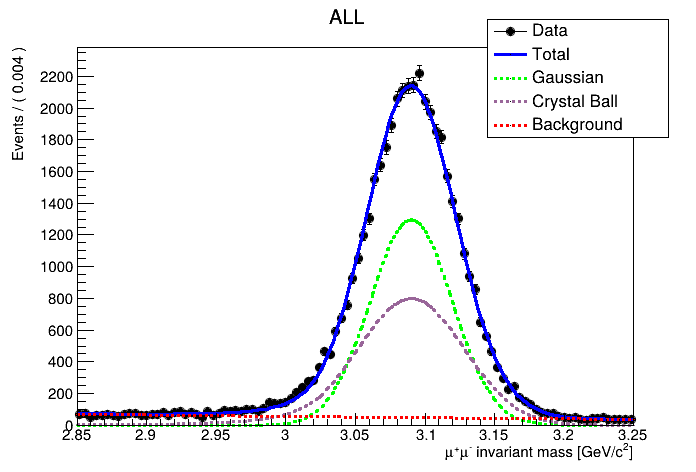 ALL
Data
Total
Gaussian
Crystal Ball
Background
Events / ( 0.004 )
2200
2000
1800
1600
1400
1200
1000
800
600
400
200
0
2.85 2.9 2.95 3 3.05 3.1 3.15 3.2 3.25
μ⁺μ⁻ invariant mass [GeV/c²]